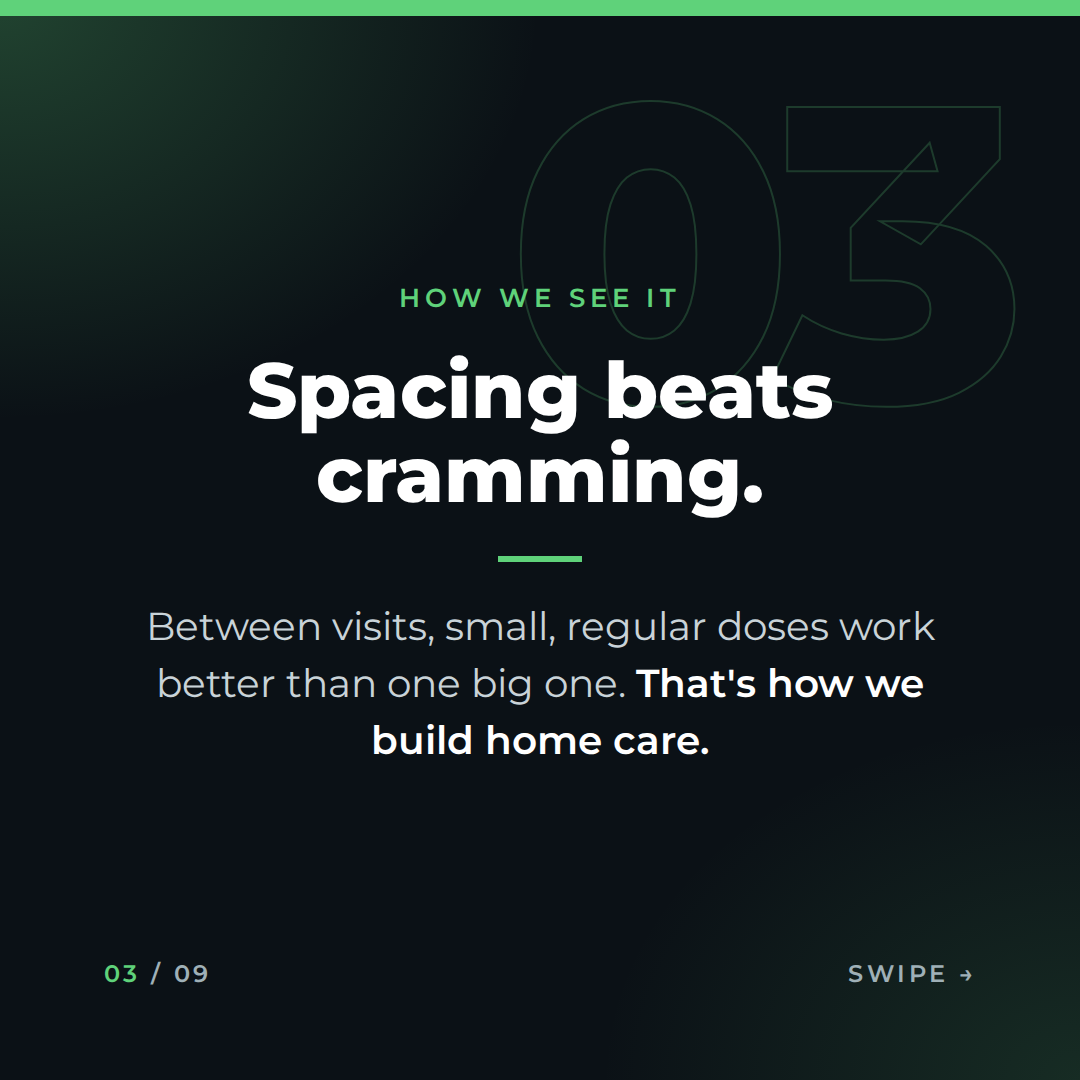 03
HOW WE SEE IT
Spacing beats
cramming.
Between visits, small, regular doses work
better than one big one. That's how we
build home care.
03 / 09
SWIPE →